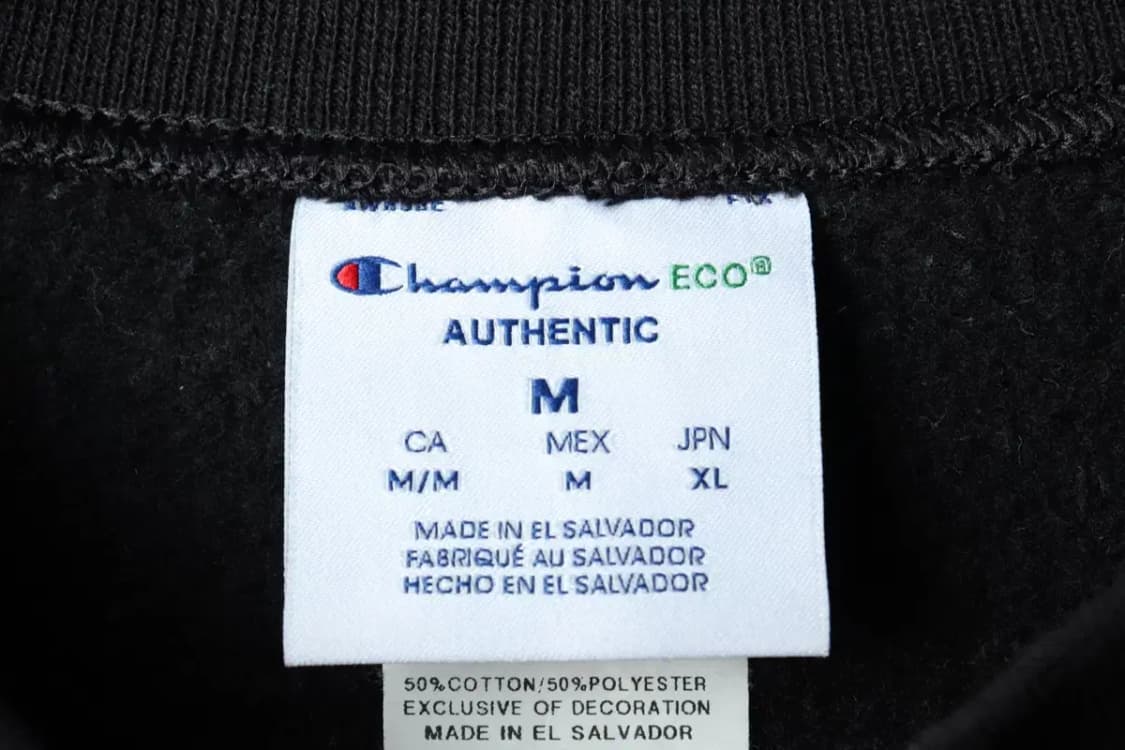 Champion ECO®
AUTHENTIC
M
CA MEX JPN
M/M M XL
MADE IN EL SALVADOR
FABRIQUÉ AU SALVADOR
HECHO EN EL SALVADOR
50%COTTON/50%POLYESTER
EXCLUSIVE OF DECORATION
MADE IN EL SALVADOR